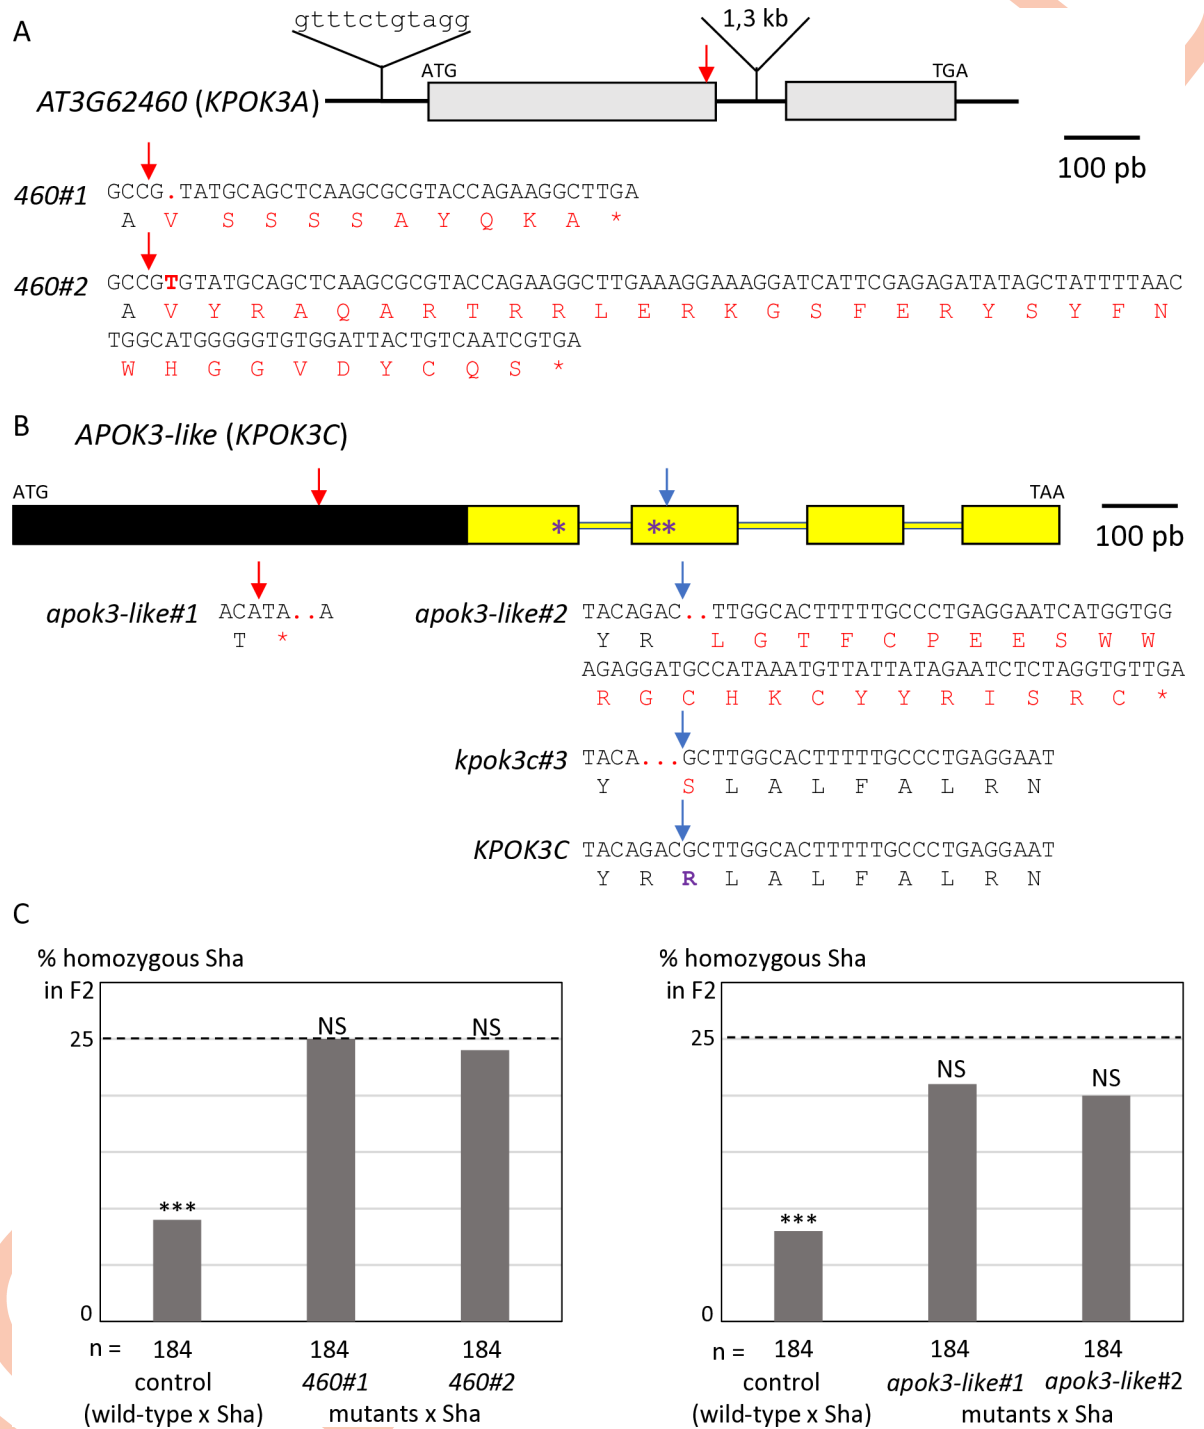 A
gtttctgtagg
1,3 kb
ATG
TGA
AT3G62460 (KPOK3A)
100 pb
460#1 GCCG.TATGCAGCTCAAGCGCGTACCAGAAGGCTTGA
A V S S S S A Y Q K A *
460#2 GCCGTGTATGCAGCTCAAGCGCGTACCAGAAGGCTTGAAAGGAAAGGATCATTCGAGAGATATAGCTATTTTAAC
A V Y R A Q A R T R R L E R K G S F E R Y S Y F N
TGGCATGGGGGTGTGGATTACTGTCAATCGTGA
W H G G V D Y C Q S *
B
APOK3-like (KPOK3C)
ATG
TAA
* **
100 pb
apok3-like#1 ACATA..A
T *
apok3-like#2 TACAGAC..TTGGCACTTTTTGCCCTGAGGAATCATGGTGG
Y R L G T F C P E E S W W
AGAGGATGCCATAAATGTTATTATAGAATCTCTAGGTGTTGA
R G C H K C Y Y R I S R C *
kpok3c#3 TACA...GCTTGGCACTTTTTGCCCTGAGGAAT
Y S L A L F A L R N
KPOK3C TACAGACGCTTGGCACTTTTTGCCCTGAGGAAT
Y R R L A L F A L R N
C
% homozygous Sha
in F2
25
0
*** NS NS
n = 184 184 184
control 460#1 460#2
(wild-type x Sha) mutants x Sha
% homozygous Sha
in F2
25
0
*** NS NS
n = 184 184 184
control apok3-like#1 apok3-like#2
(wild-type x Sha) mutants x Sha